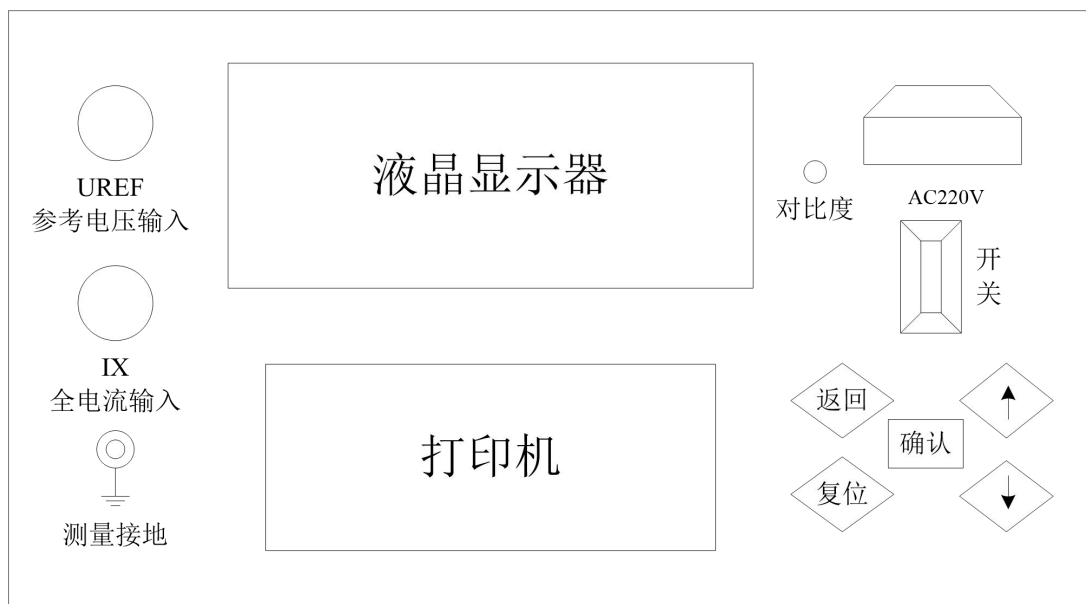 UREF
参考电压输入
IX
全电流输入
测量接地
液晶显示器
打印机
对比度
AC220V
开
关
返回
确认
复位